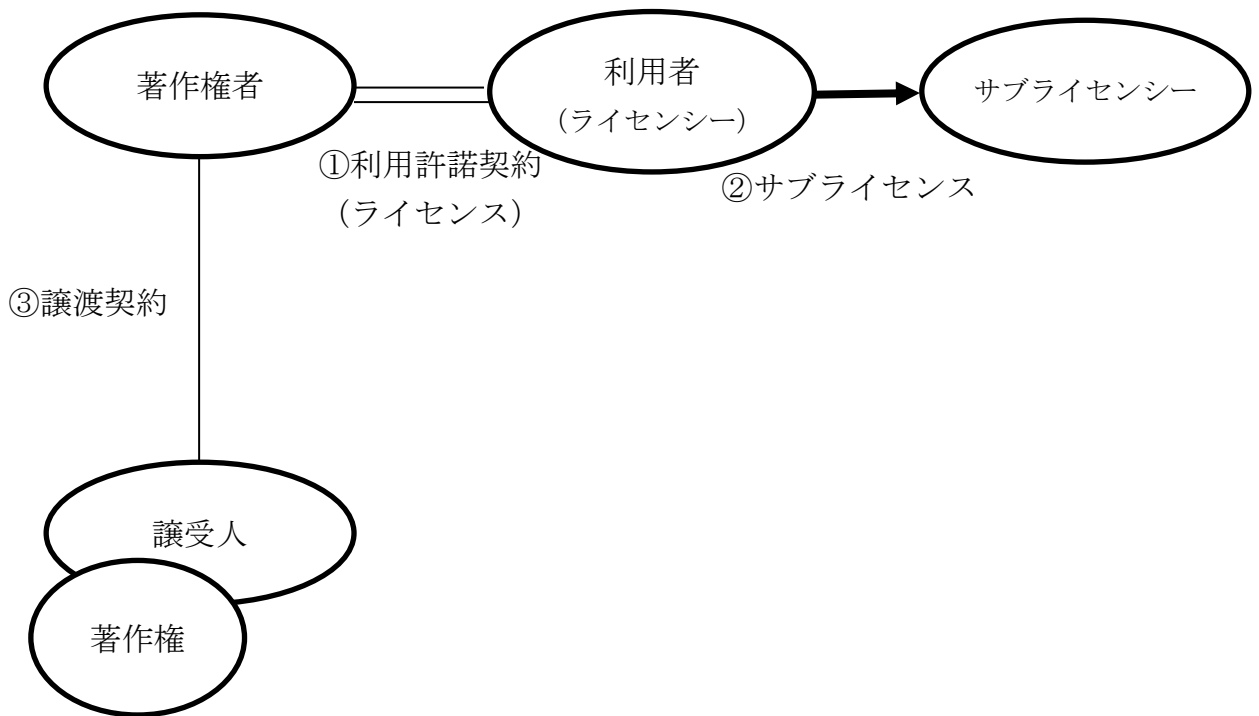 著作権者
利用者
（ライセンシー）
サブライセンシー
①利用許諾契約
（ライセンス）
②サブライセンス
③譲渡契約
譲受人
著作権